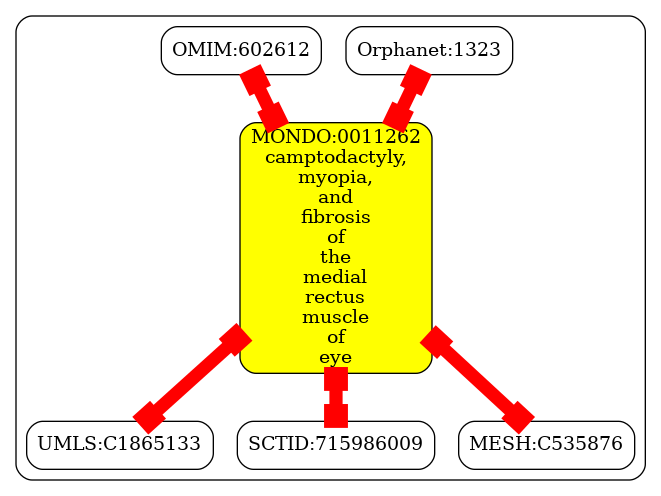 OMIM:602612
Orphanet:1323
MONDO:0011262
camptodactyly,
myopia,
and
fibrosis
of
the
medial
rectus
muscle
of
eye
UMLS:C1865133
SCTID:715986009
MESH:C535876